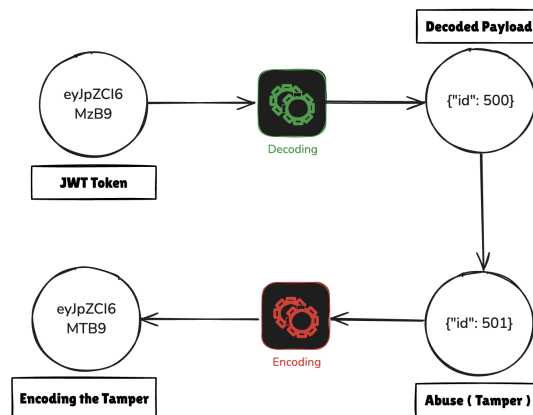 Decoded Payload
eyJpZCI6
MzB9
{"id": 500}
Decoding
JWT Token
eyJpZCI6
MTB9
{"id": 501}
Encoding
Encoding the Tamper
Abuse ( Tamper )